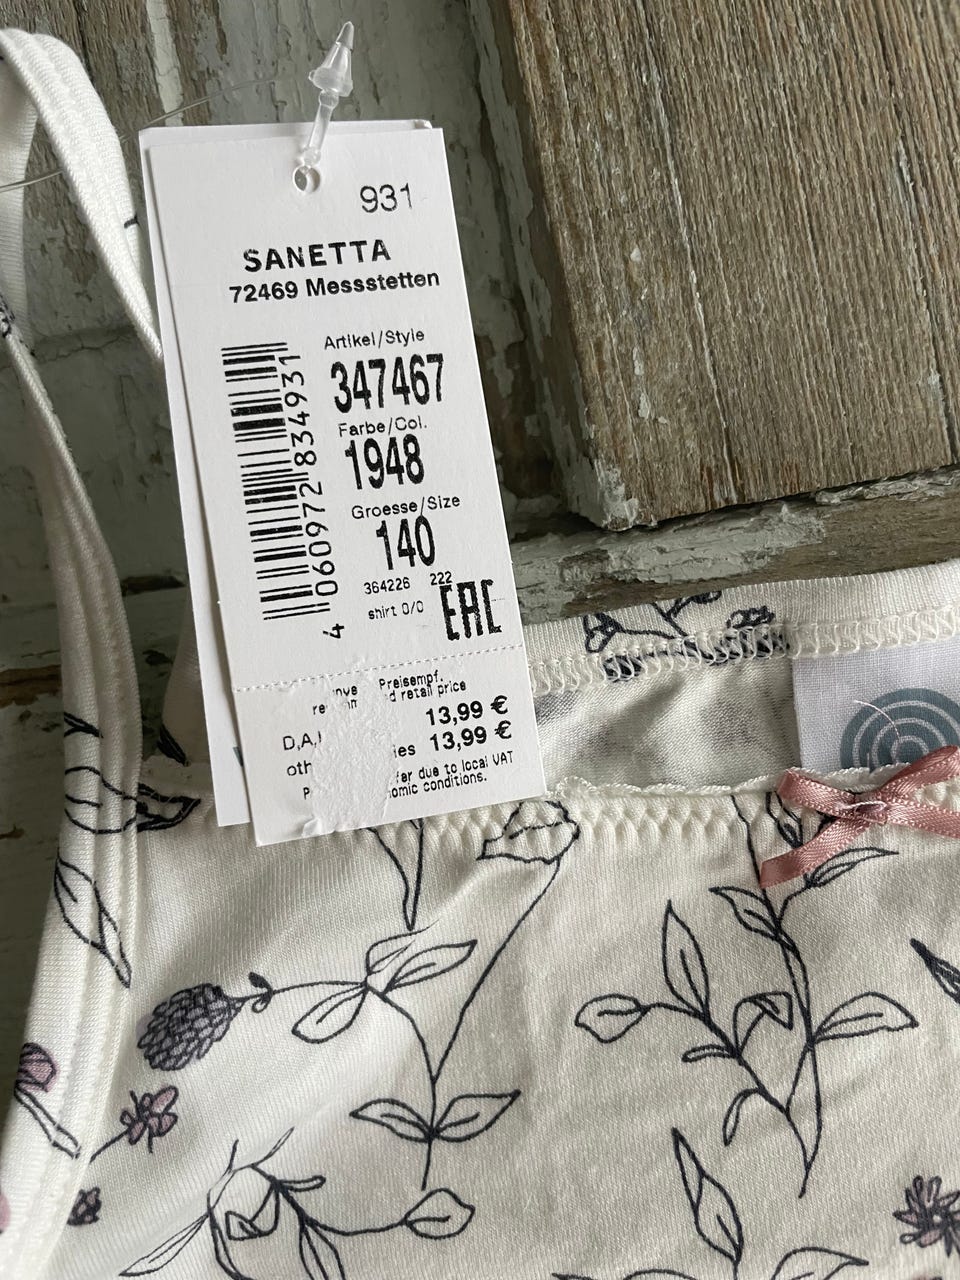 931
SANETTA
72469 Messstetten
Artikel/Style
347467
Farbe/Col.
1948
Groesse/Size
140
364226 222
shirt 0/0 EAC
4 060972 834931
Preisempf.
retail price
13,99 €
D,A, 13,99 €
due to local VAT
conditions.